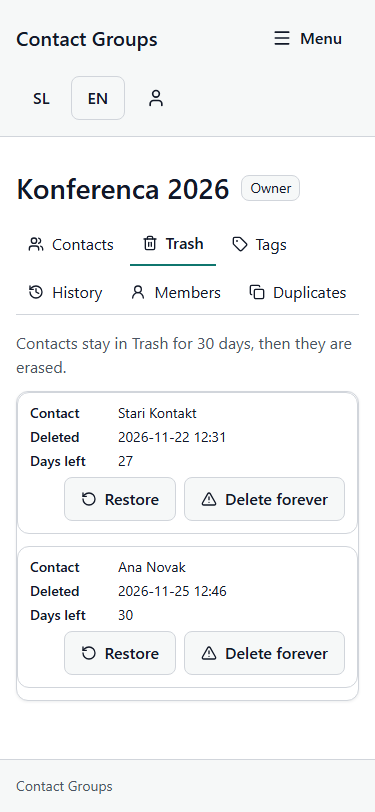 Contact Groups
Menu
SL
EN
Konferenca 2026
Owner
Contacts
Trash
Tags
History
Members
Duplicates
Contacts stay in Trash for 30 days, then they are
erased.
Contact Stari Kontakt
Deleted 2026-11-22 12:31
Days left 27
Restore
Delete forever
Contact Ana Novak
Deleted 2026-11-25 12:46
Days left 30
Restore
Delete forever
Contact Groups